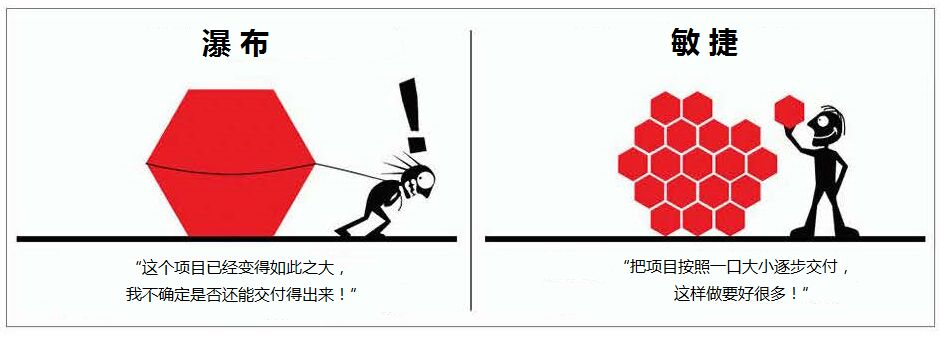 瀑布
“这个项目已经变得如此之大，
我不确定是否还能交付得出来！”
敏捷
“把项目按照一口大小逐步交付，
这样做要好很多！”